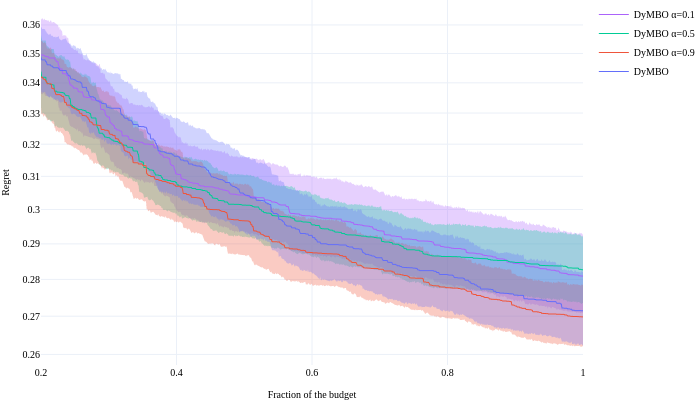 DyMBO α=0.1
DyMBO α=0.5
DyMBO α=0.9
DyMBO
0.36
0.35
0.34
0.33
0.32
0.31
0.3
0.29
0.28
0.27
0.26
Regret
0.2
0.4
0.6
0.8
1
Fraction of the budget